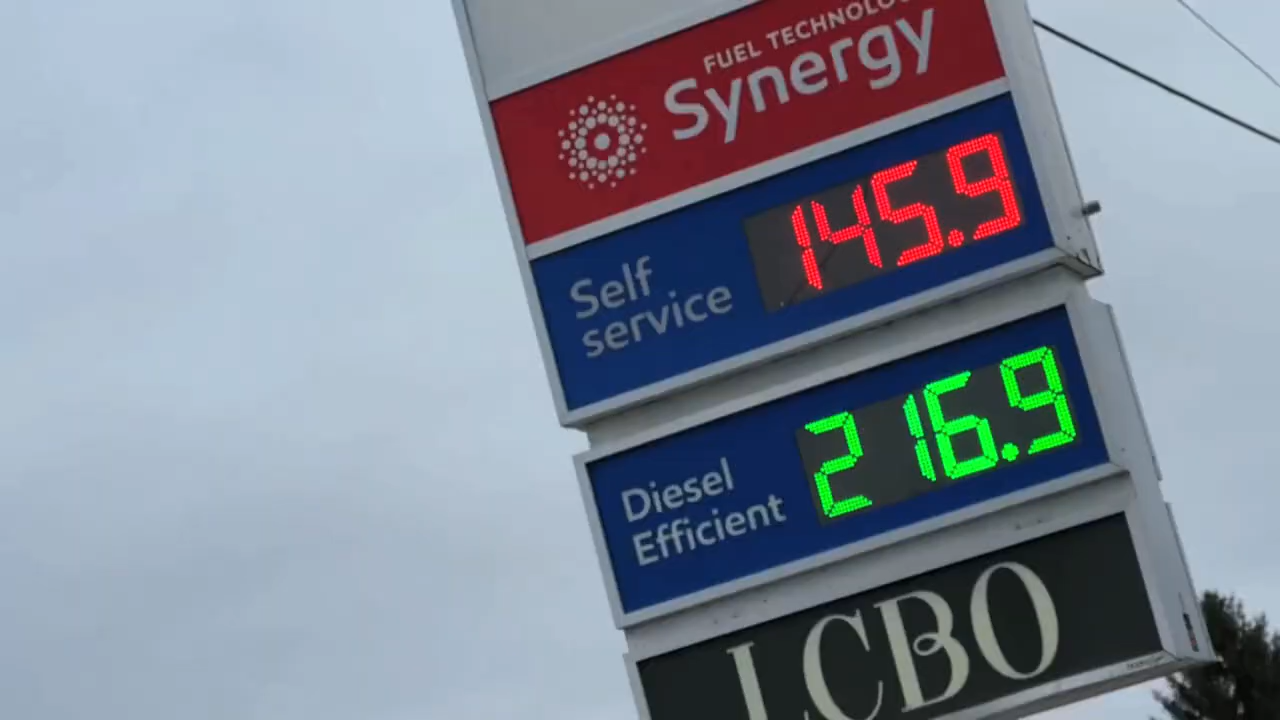 FUEL TECHNOLO
Synergy
Self
service
145.9
Diesel
Efficient
216.9
LCBO